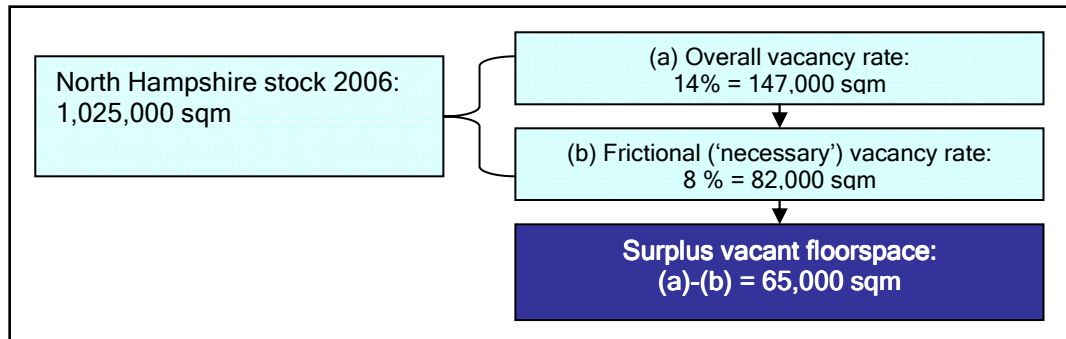 North Hampshire stock 2006:
1,025,000 sqm
(a) Overall vacancy rate:
14% = 147,000 sqm
(b) Frictional (‘necessary’) vacancy rate:
8 % = 82,000 sqm
Surplus vacant floorspace:
(a)-(b) = 65,000 sqm